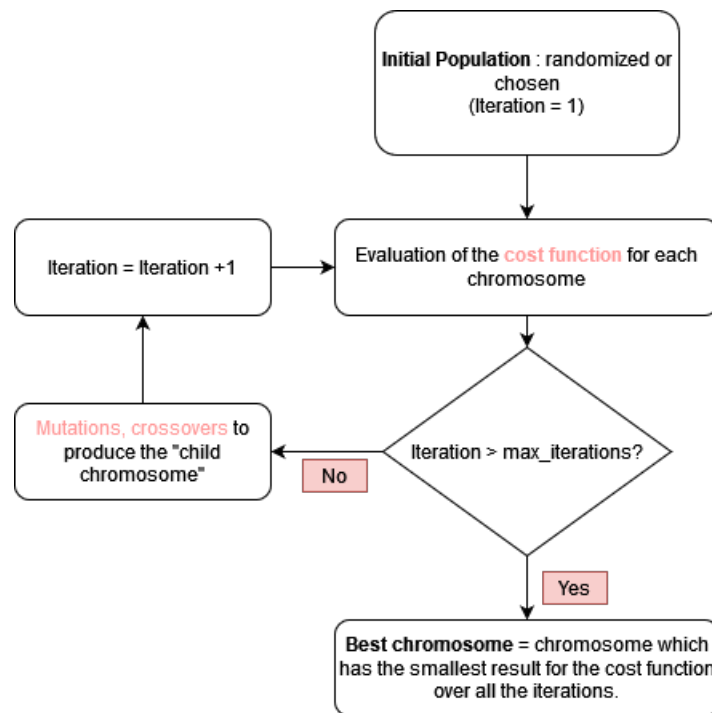 Initial Population : randomized or
chosen
(Iteration = 1)
Iteration = Iteration +1
Evaluation of the cost function for each
chromosome
Mutations, crossovers to
produce the "child
chromosome"
Iteration > max_iterations?
No
Yes
Best chromosome = chromosome which
has the smallest result for the cost function
over all the iterations.